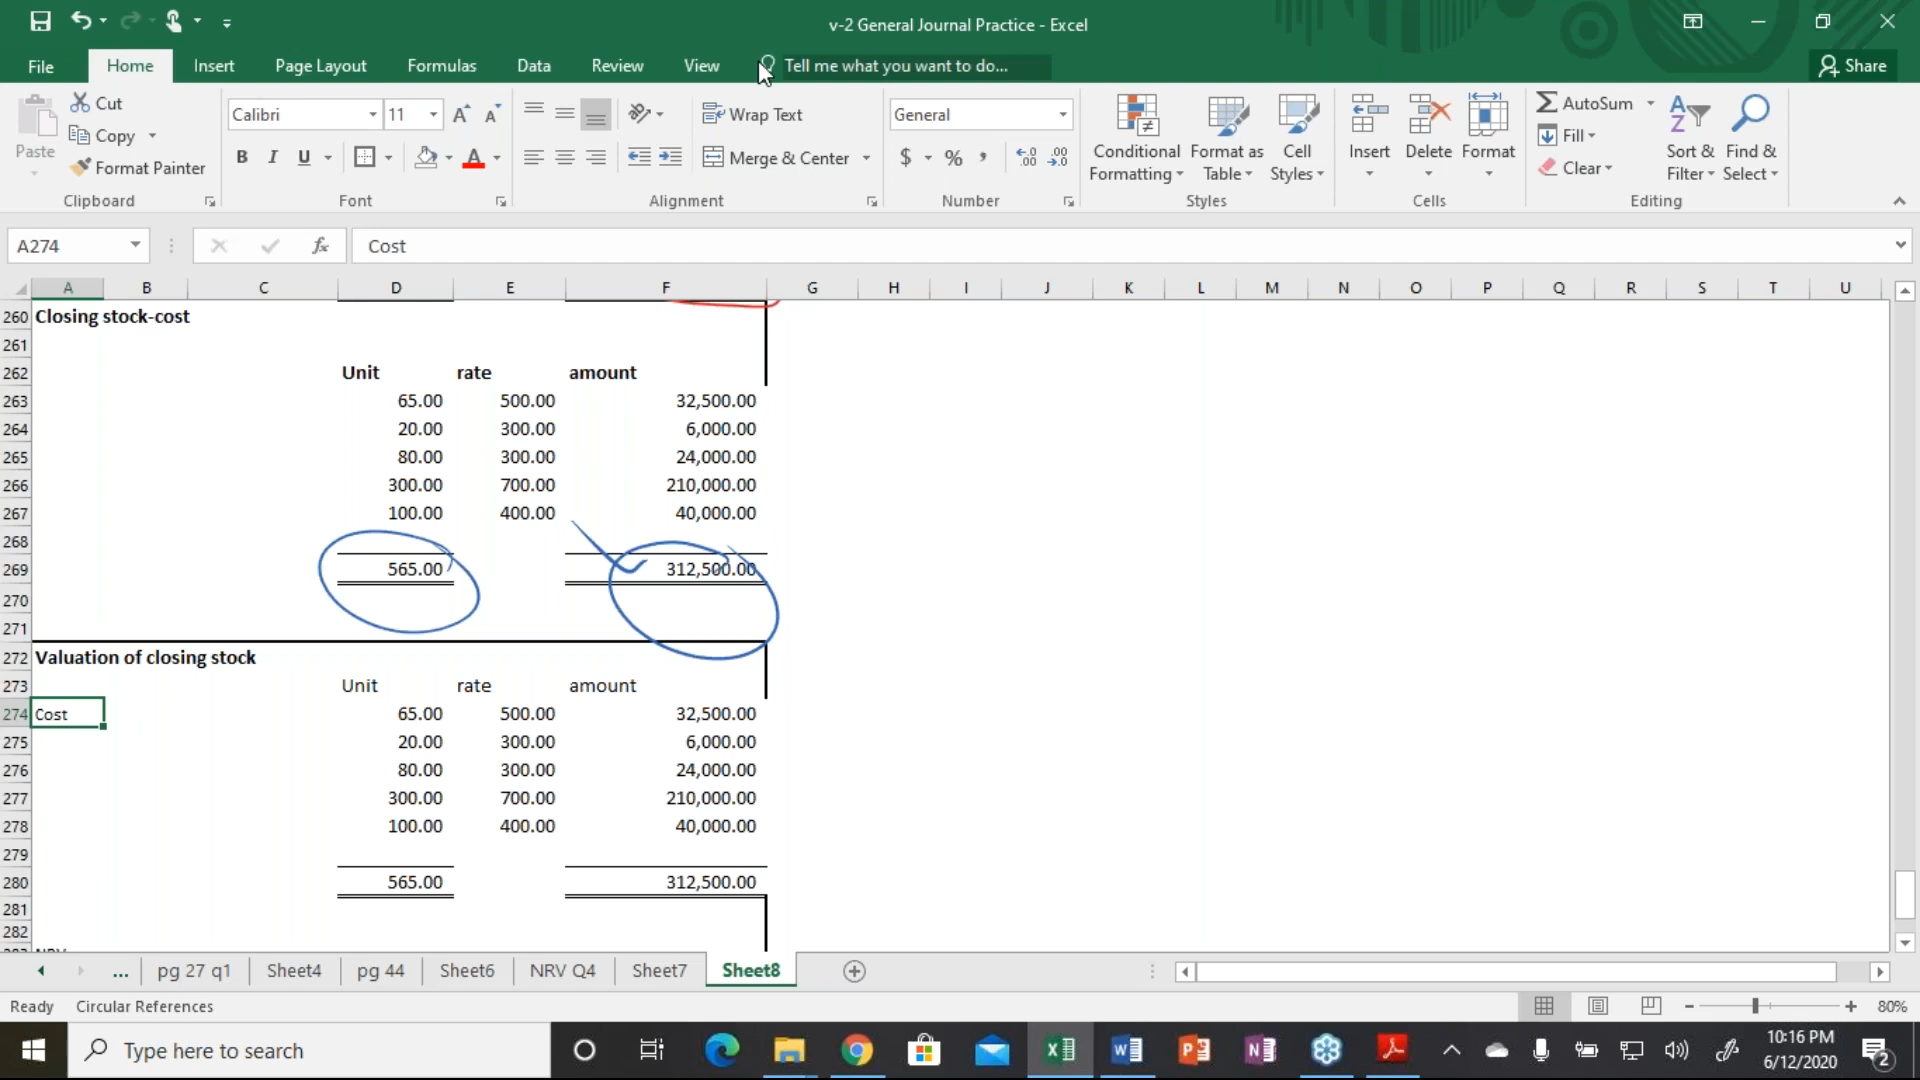 v-2 General Journal Practice - Excel
File Home Insert Page Layout Formulas Data Review View Tell me what you want to do... Share
Cut
Copy
Format Painter
Paste
Clipboard
Calibri 11
B I U
Font
Wrap Text
Merge & Center
Alignment
General
$ % ,
Number
Conditional Formatting
Format as Table
Cell Styles
Styles
Insert Delete Format
Cells
AutoSum
Fill
Clear
Sort & Filter
Find & Select
Editing
A274 fx Cost
A B C D E F G H I J K L M N O P Q R S T U
260 Closing stock-cost
261
262 Unit rate amount
263 65.00 500.00 32,500.00
264 20.00 300.00 6,000.00
265 80.00 300.00 24,000.00
266 300.00 700.00 210,000.00
267 100.00 400.00 40,000.00
268
269 565.00 312,500.00
270
271
272 Valuation of closing stock
273 Unit rate amount
274 Cost 65.00 500.00 32,500.00
275 20.00 300.00 6,000.00
276 80.00 300.00 24,000.00
277 300.00 700.00 210,000.00
278 100.00 400.00 40,000.00
279
280 565.00 312,500.00
281
282
... pg 27 q1 Sheet4 pg 44 Sheet6 NRV Q4 Sheet7 Sheet8
Ready Circular References 80%
Type here to search
10:16 PM
6/12/2020
2